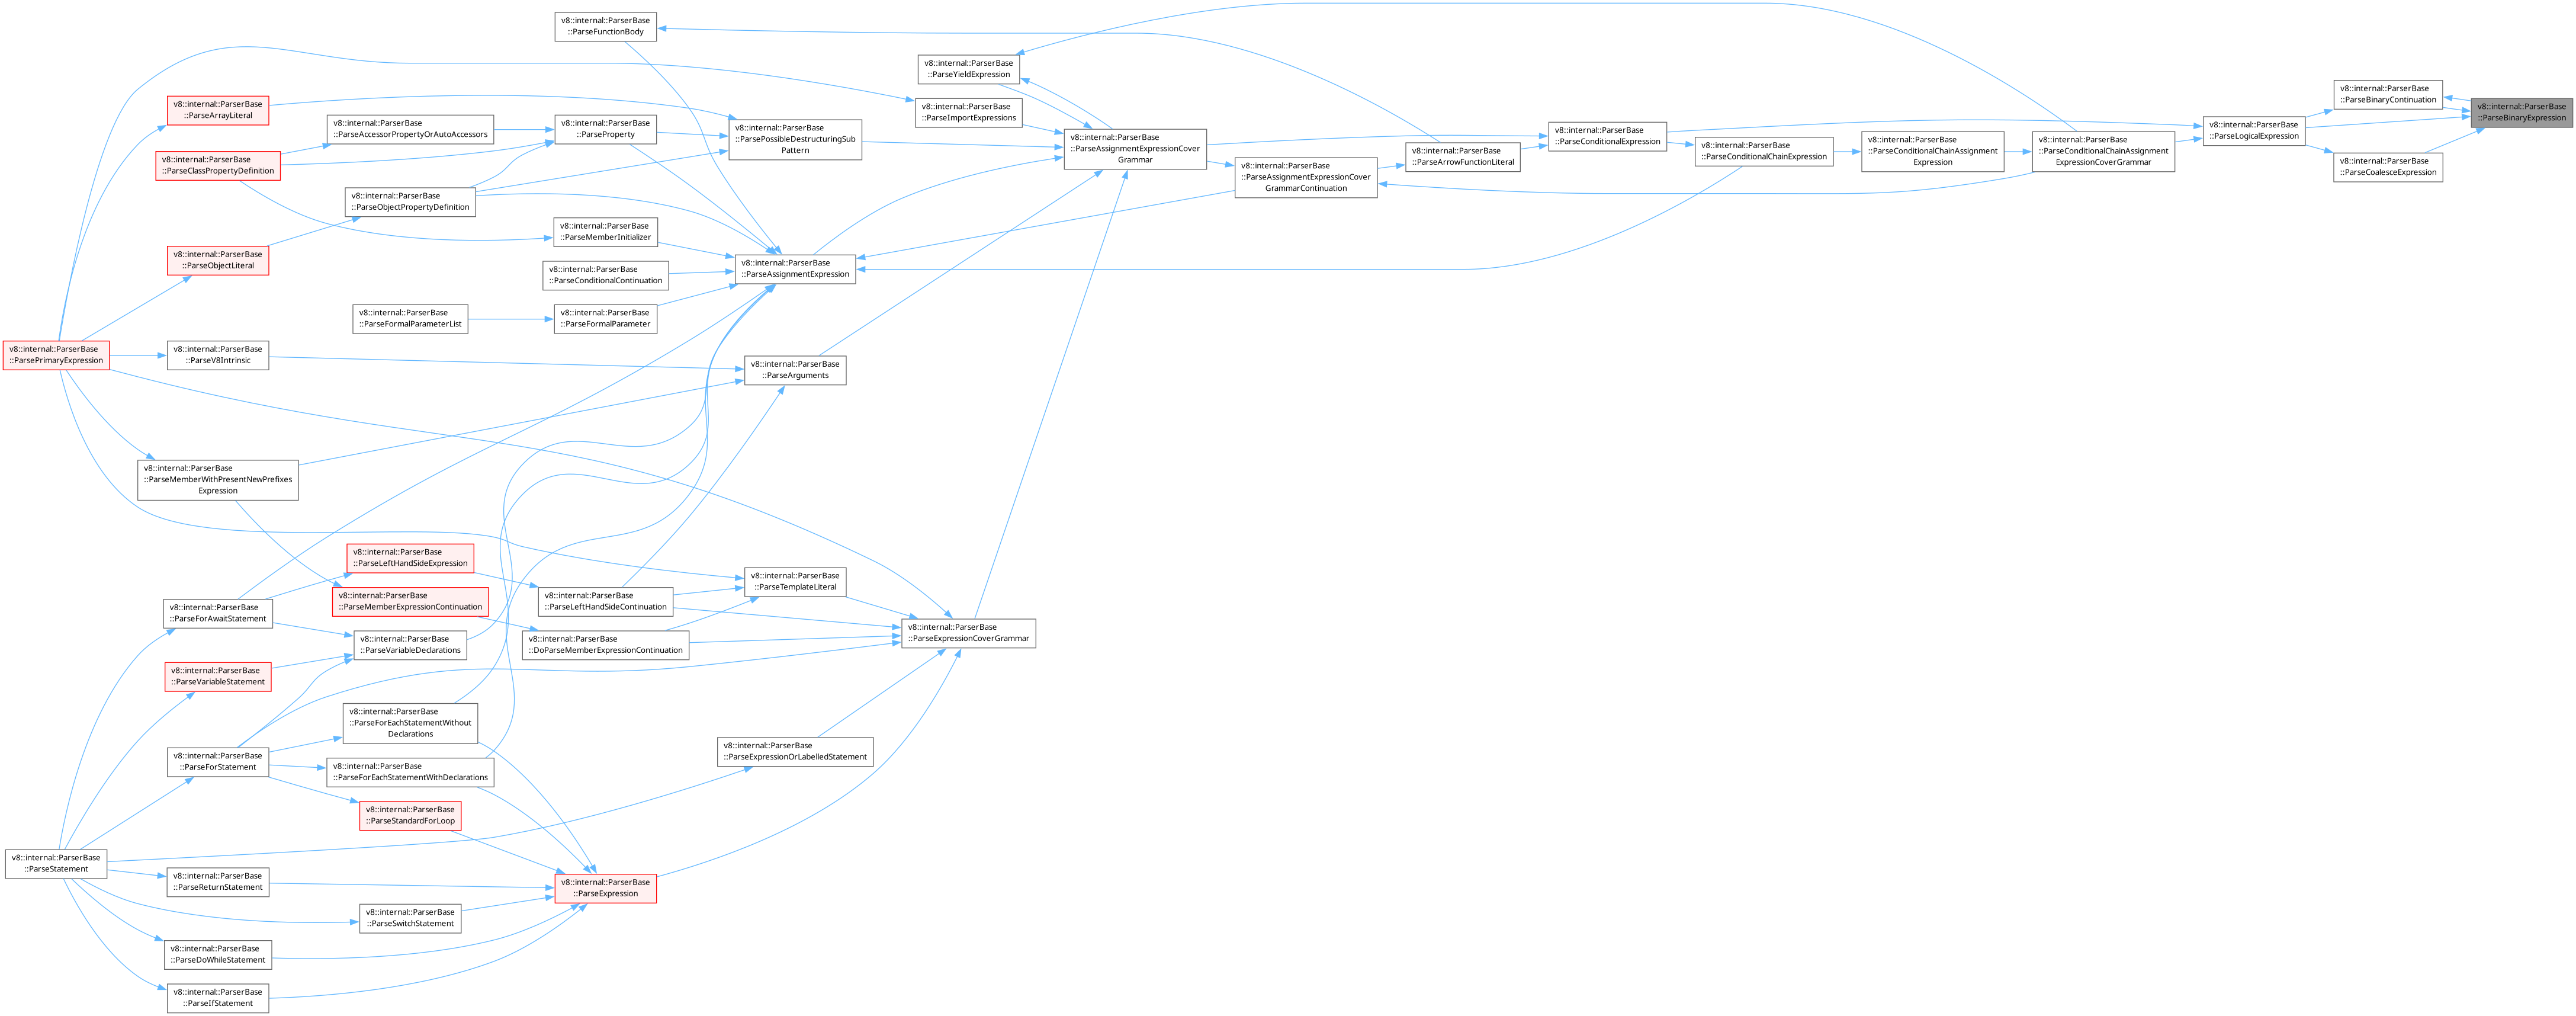 v8::internal::ParserBase
::ParseFunctionBody
v8::internal::ParserBase
::ParseYieldExpression
v8::internal::ParserBase
::ParseBinaryContinuation
v8::internal::ParserBase
::ParseBinaryExpression
v8::internal::ParserBase
::ParseArrayLiteral
v8::internal::ParserBase
::ParseImportExpressions
v8::internal::ParserBase
::ParseAccessorPropertyOrAutoAccessors
v8::internal::ParserBase
::ParseProperty
v8::internal::ParserBase
::ParsePossibleDestructuringSub
Pattern
v8::internal::ParserBase
::ParseAssignmentExpressionCover
Grammar
v8::internal::ParserBase
::ParseConditionalExpression
v8::internal::ParserBase
::ParseLogicalExpression
v8::internal::ParserBase
::ParseArrowFunctionLiteral
v8::internal::ParserBase
::ParseConditionalChainExpression
v8::internal::ParserBase
::ParseConditionalChainAssignment
Expression
v8::internal::ParserBase
::ParseConditionalChainAssignment
ExpressionCoverGrammar
v8::internal::ParserBase
::ParseCoalesceExpression
v8::internal::ParserBase
::ParseClassPropertyDefinition
v8::internal::ParserBase
::ParseAssignmentExpressionCover
GrammarContinuation
v8::internal::ParserBase
::ParseObjectPropertyDefinition
v8::internal::ParserBase
::ParseMemberInitializer
v8::internal::ParserBase
::ParseObjectLiteral
v8::internal::ParserBase
::ParseConditionalContinuation
v8::internal::ParserBase
::ParseAssignmentExpression
v8::internal::ParserBase
::ParseFormalParameterList
v8::internal::ParserBase
::ParseFormalParameter
v8::internal::ParserBase
::ParsePrimaryExpression
v8::internal::ParserBase
::ParseV8Intrinsic
v8::internal::ParserBase
::ParseArguments
v8::internal::ParserBase
::ParseMemberWithPresentNewPrefixes
Expression
v8::internal::ParserBase
::ParseLeftHandSideExpression
v8::internal::ParserBase
::ParseTemplateLiteral
v8::internal::ParserBase
::ParseMemberExpressionContinuation
v8::internal::ParserBase
::ParseLeftHandSideContinuation
v8::internal::ParserBase
::ParseForAwaitStatement
v8::internal::ParserBase
::ParseExpressionCoverGrammar
v8::internal::ParserBase
::ParseVariableDeclarations
v8::internal::ParserBase
::DoParseMemberExpressionContinuation
v8::internal::ParserBase
::ParseVariableStatement
v8::internal::ParserBase
::ParseForEachStatementWithout
Declarations
v8::internal::ParserBase
::ParseExpressionOrLabelledStatement
v8::internal::ParserBase
::ParseForStatement
v8::internal::ParserBase
::ParseForEachStatementWithDeclarations
v8::internal::ParserBase
::ParseStandardForLoop
v8::internal::ParserBase
::ParseStatement
v8::internal::ParserBase
::ParseReturnStatement
v8::internal::ParserBase
::ParseExpression
v8::internal::ParserBase
::ParseSwitchStatement
v8::internal::ParserBase
::ParseDoWhileStatement
v8::internal::ParserBase
::ParseIfStatement